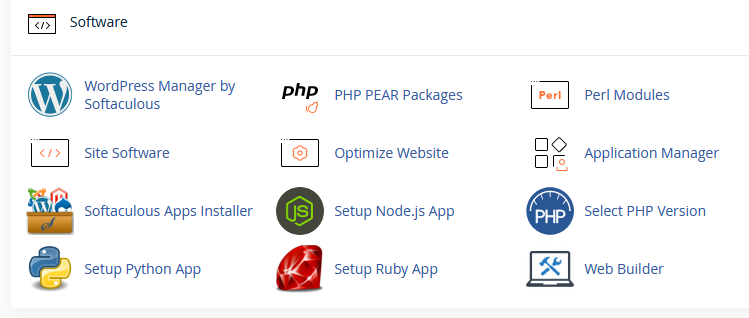 Software
WordPress Manager by
Softaculous
php
PHP PEAR Packages
Perl
Perl Modules
Site Software
Optimize Website
Application Manager
Softaculous Apps Installer
JS
Setup Node.js App
PHP
Select PHP Version
Setup Python App
Setup Ruby App
Web Builder